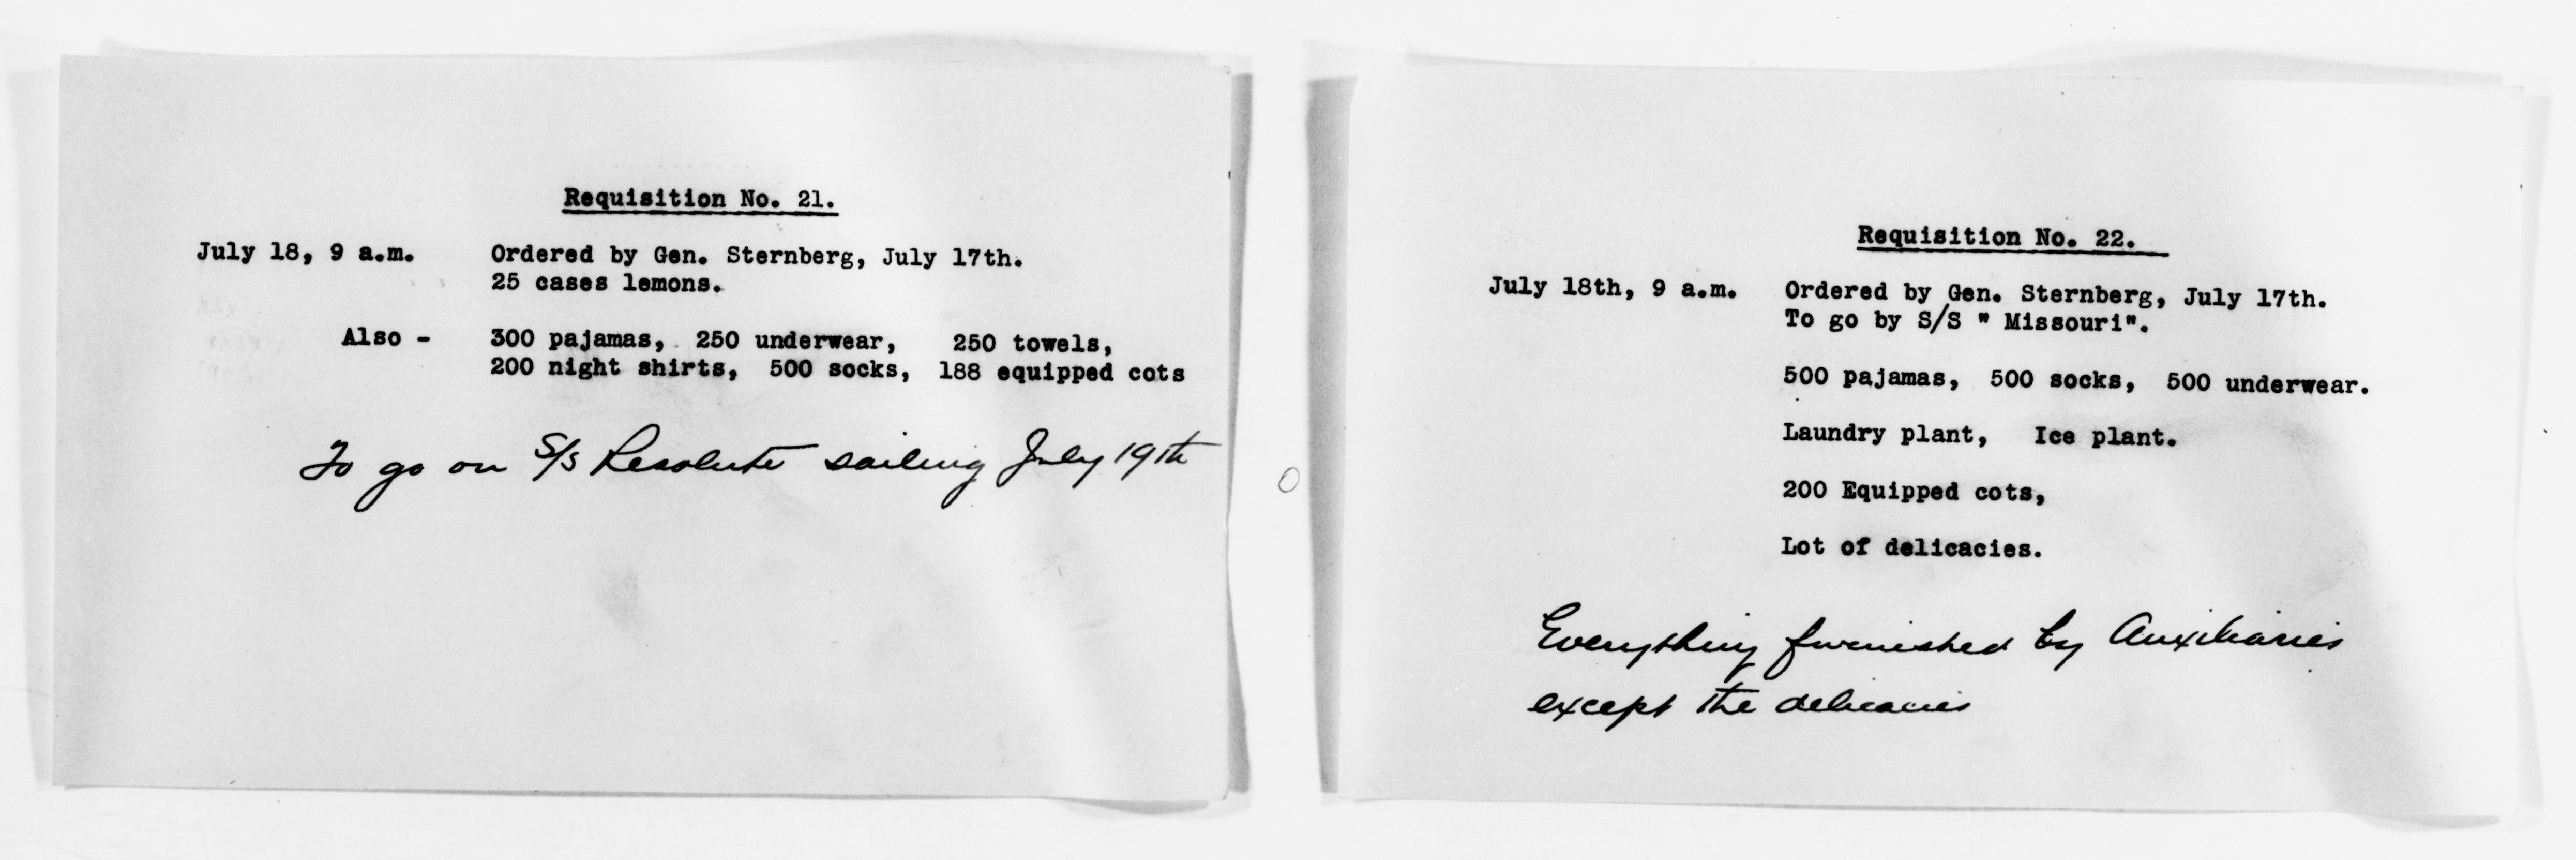 Requisition No. 21.
July 18, 9 a.m. Ordered by Gen. Sternberg, July 17th.
25 cases lemons.
Also - 300 pajamas, 250 underwear, 250 towels,
200 night shirts, 500 socks, 188 equipped cots
To go on S/S Resolute sailing July 19th
Requisition No. 22.
July 18th, 9 a.m. Ordered by Gen. Sternberg, July 17th.
To go by S/S " Missouri".
500 pajamas, 500 socks, 500 underwear.
Laundry plant, Ice plant.
200 Equipped cots,
Lot of delicacies.
Everything furnished by Auxiliaries
except the delicacies